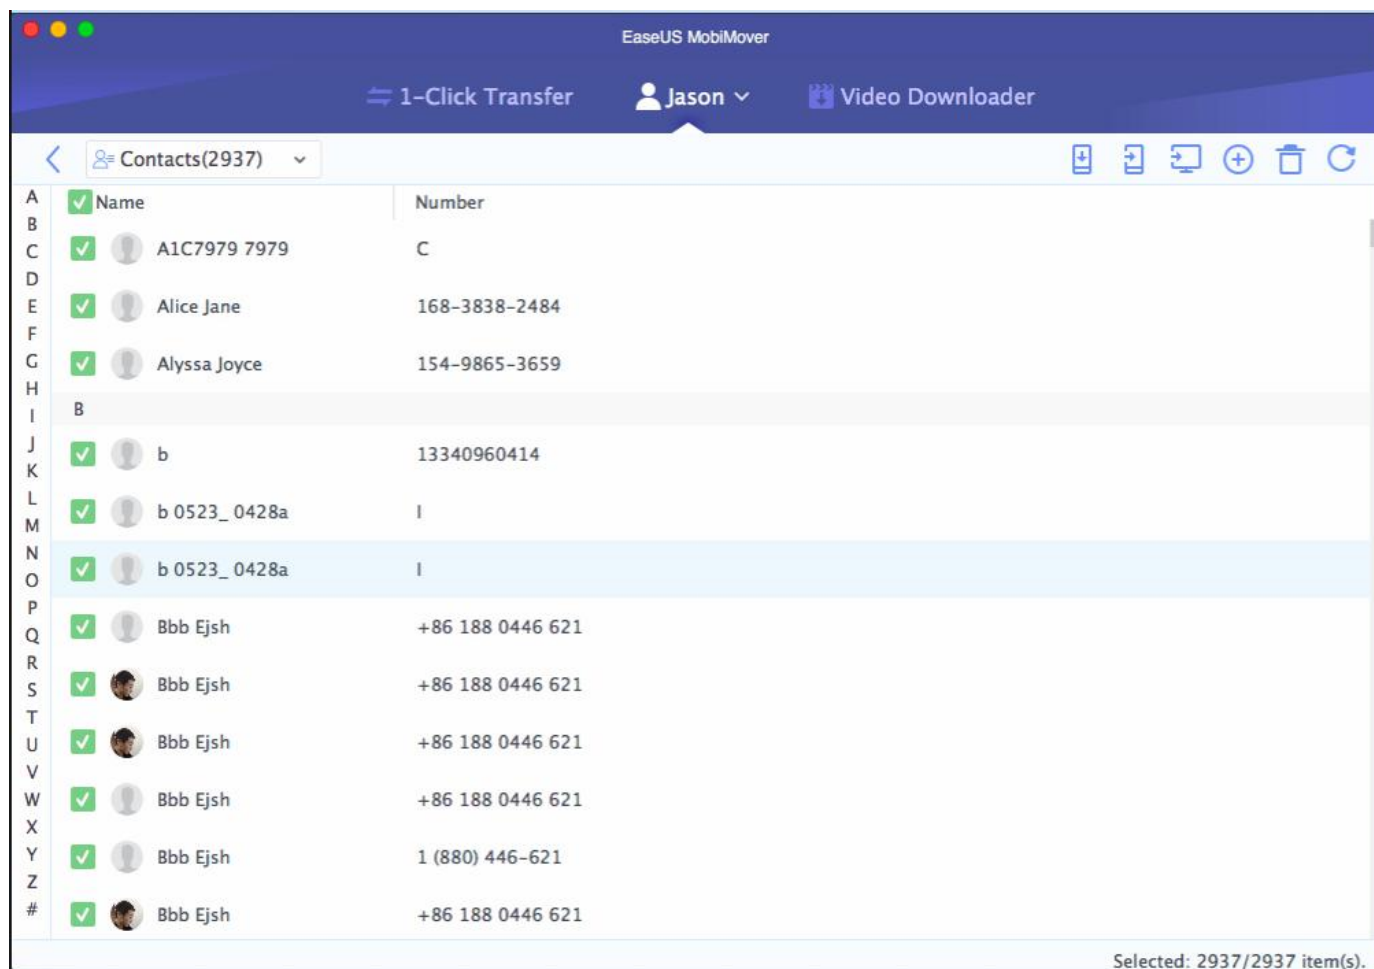 EaseUS MobiMover
1-Click Transfer Jason Video Downloader
Contacts(2937)
Name Number
A1C7979 7979 C
Alice Jane 168-3838-2484
Alyssa Joyce 154-9865-3659
B
b 13340960414
b 0523_ 0428a I
b 0523_ 0428a I
Bbb Ejsh +86 188 0446 621
Bbb Ejsh +86 188 0446 621
Bbb Ejsh +86 188 0446 621
Bbb Ejsh +86 188 0446 621
Bbb Ejsh 1 (880) 446-621
Bbb Ejsh +86 188 0446 621
A
B
C
D
E
F
G
H
I
J
K
L
M
N
O
P
Q
R
S
T
U
V
W
X
Y
Z
#
Selected: 2937/2937 item(s).